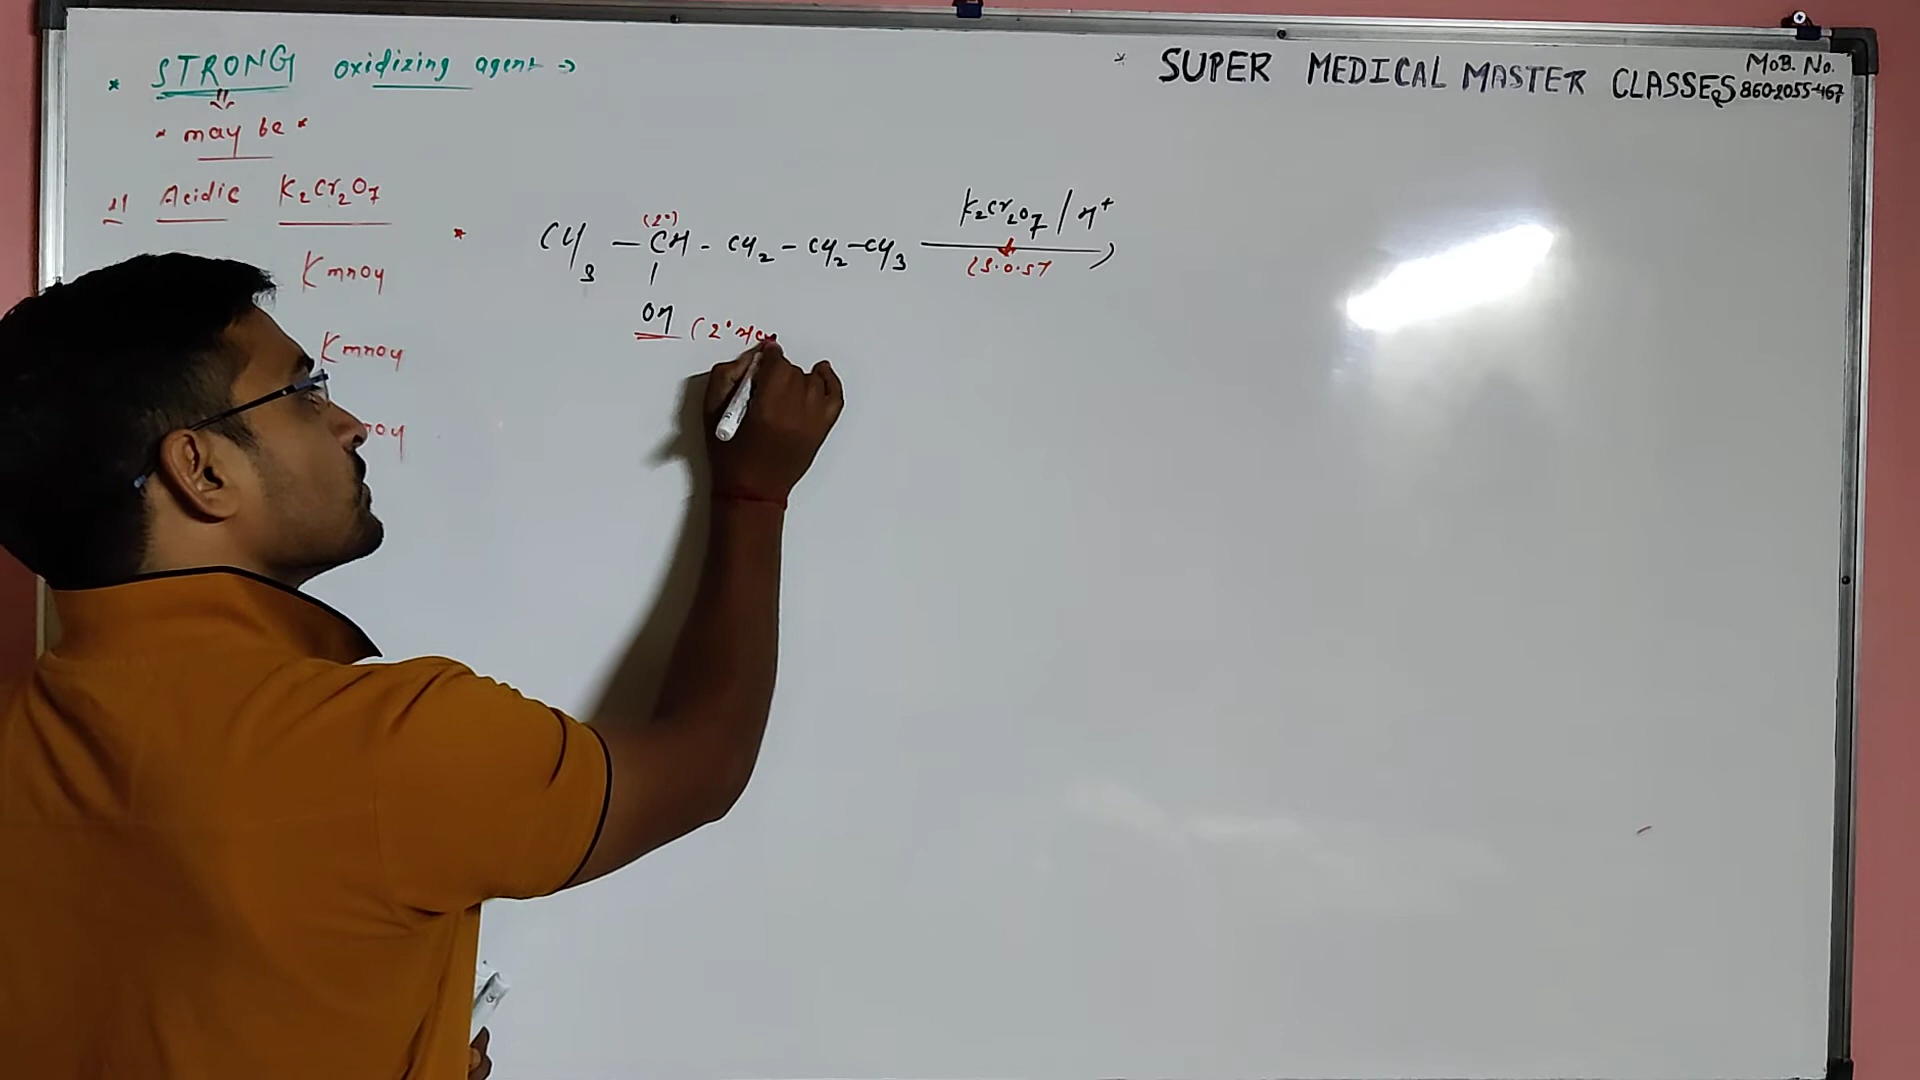 * STRONG oxidizing agent →
* may be *
1) Acidic K2Cr2O7
KMnO4
KMnO4
nO4
* SUPER MEDICAL MASTER CLASSES
MOB. No.
860-2055-467
K2Cr2O7 / H+
(2°)
* CH3 – CH - CH2 – CH2 – CH3
(S.O.S)
OH (2°